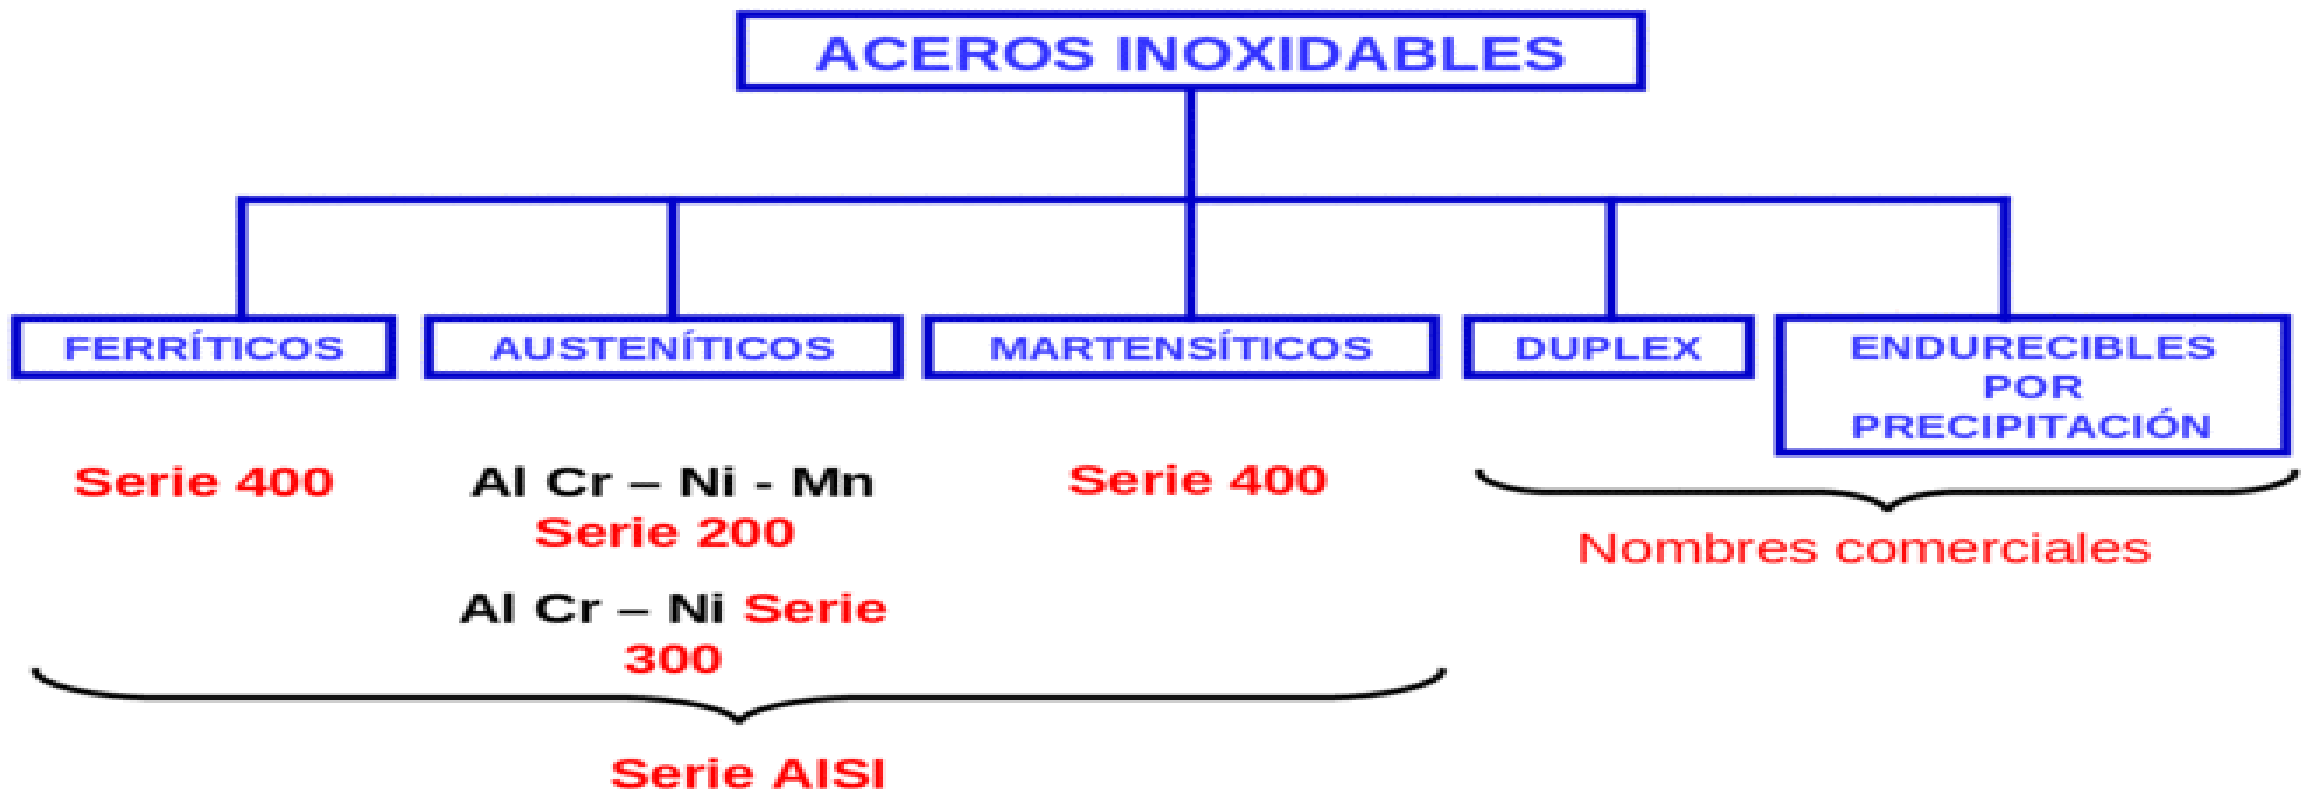 ACEROS INOXIDABLES
FERRÍTICOS
AUSTENÍTICOS
MARTENSÍTICOS
DUPLEX
ENDURECIBLES
POR
PRECIPITACIÓN
Serie 400
Al Cr – Ni - Mn
Serie 200
Al Cr – Ni Serie
300
Serie 400
Nombres comerciales
Serie AISI